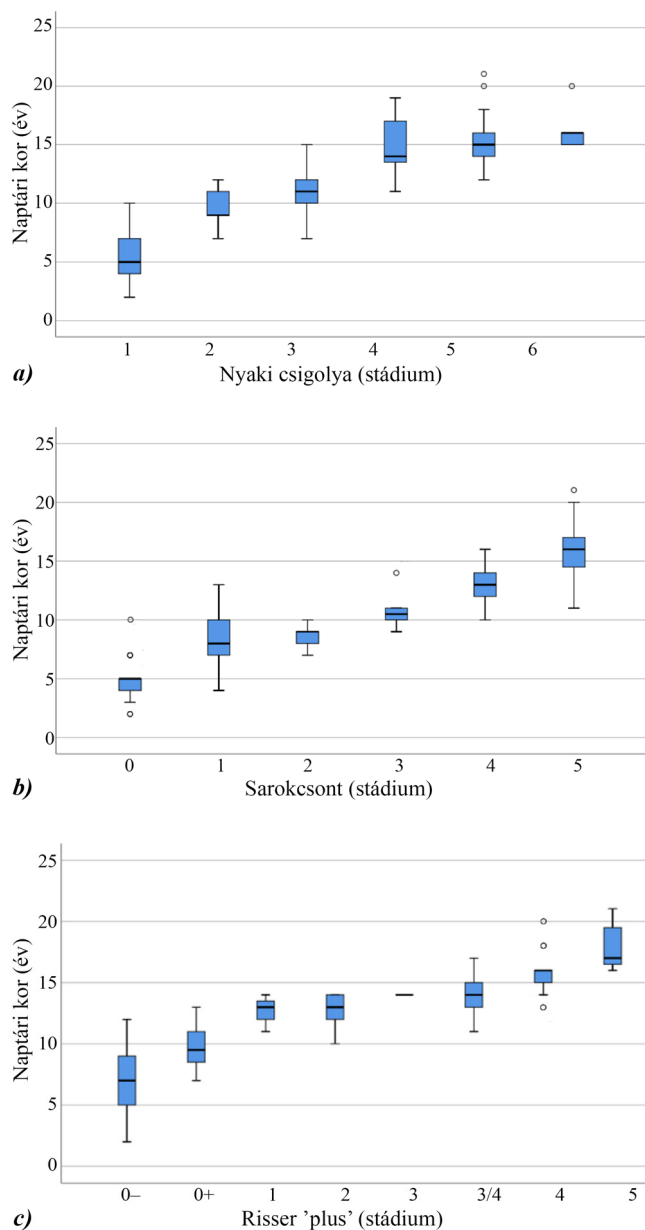 25
20
15
10
5
0
Naptári kor (év)
1 2 3 4 5 6
a) Nyaki csigolya (stádium)
25
20
15
10
5
0
Naptári kor (év)
0 1 2 3 4 5
b) Sarokcsont (stádium)
25
20
15
10
5
0
Naptári kor (év)
0– 0+ 1 2 3 3/4 4 5
c) Risser ’plus’ (stádium)